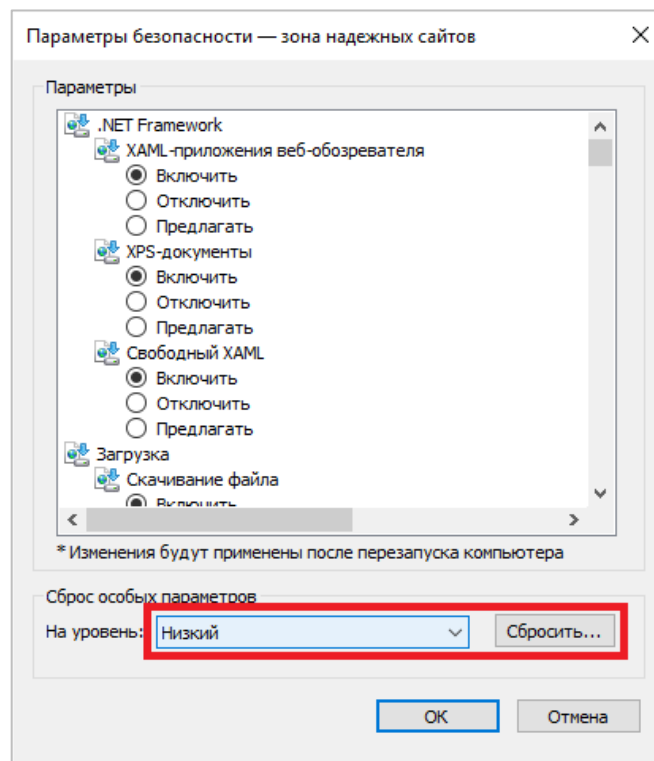 Параметры безопасности — зона надежных сайтов
Параметры
.NET Framework
XAML-приложения веб-обозревателя
Включить
Отключить
Предлагать
XPS-документы
Включить
Отключить
Предлагать
Свободный XAML
Включить
Отключить
Предлагать
Загрузка
Скачивание файла
Включить
* Изменения будут применены после перезапуска компьютера
Сброс особых параметров
На уровень: Низкий Сбросить...
OK Отмена